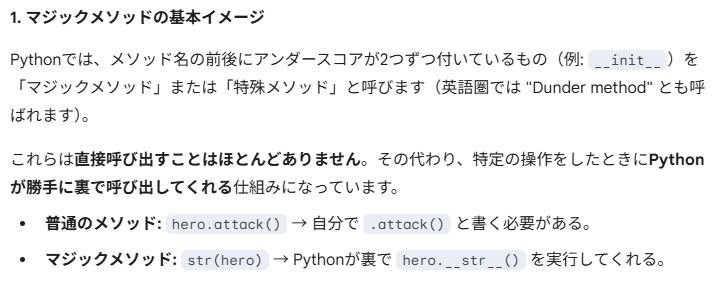 1. マジックメソッドの基本イメージ
Pythonでは、メソッド名の前後にアンダースコアが2つずつ付いているもの（例: __init__）を
「マジックメソッド」または「特殊メソッド」と呼びます（英語圏では "Dunder method" とも呼
ばれます）。
これらは直接呼び出すことはほとんどありません。その代わり、特定の操作をしたときにPython
が勝手に裏で呼び出してくれる仕組みになっています。
• 普通のメソッド: hero.attack() → 自分で .attack() と書く必要がある。
• マジックメソッド: str(hero) → Pythonが裏で hero.__str__() を実行してくれる。